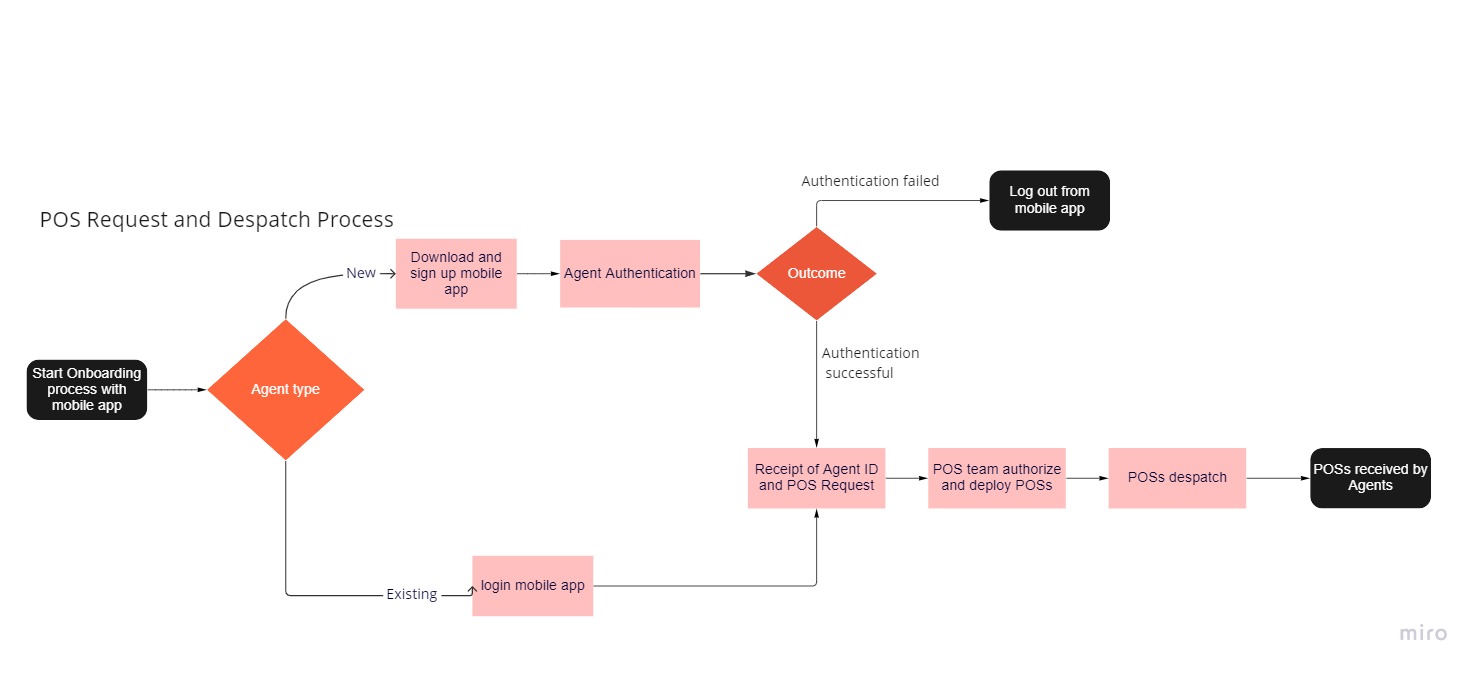 POS Request and Despatch Process
Start Onboarding
process with
mobile app
Agent type
New
Download and
sign up mobile
app
Agent Authentication
Outcome
Authentication failed
Log out from
mobile app
Authentication
successful
Existing
login mobile app
Receipt of Agent ID
and POS Request
POS team authorize
and deploy POSs
POSs despatch
POSs received by
Agents
miro